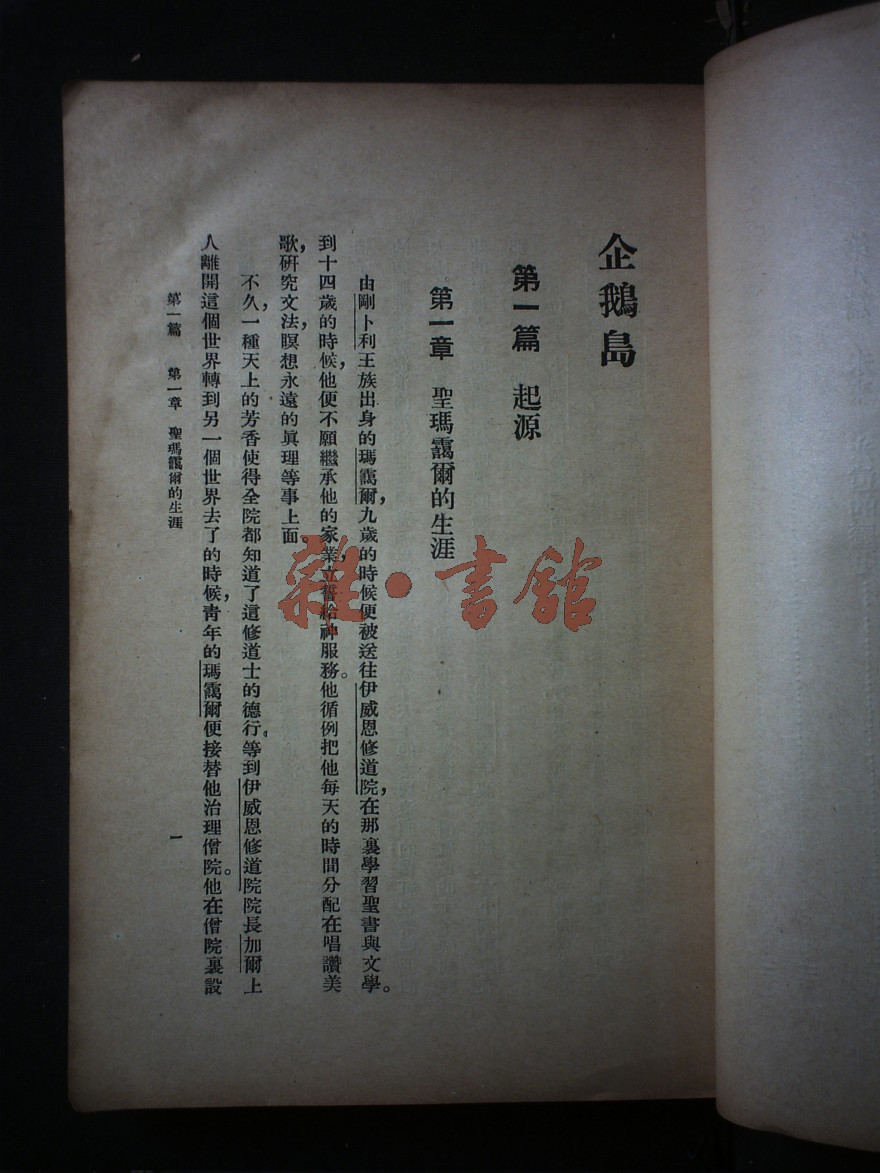 企鵝島
第一篇 起源
第一章 聖瑪靄爾的生涯
由剛卜利王族出身的瑪靄爾,九歲的時候便被送往伊威恩修道院,在那裏學習聖書與文學。
到十四歲的時候,他便不願繼承他的家業,立誓給神服務。他循例把他每天的時間分配在唱讚美
歌,研究文法,瞑想永遠的眞理等事上面。
不久,一種天上的芳香使得全院都知道了這修道士的德行。等到伊威恩修道院院長加爾上
人離開這個世界轉到另一個世界去了的時候,靑年的瑪靄爾便接替他治理僧院。他在僧院裏設
第一篇 第一章 聖瑪靄爾的生涯
一
雜·書館